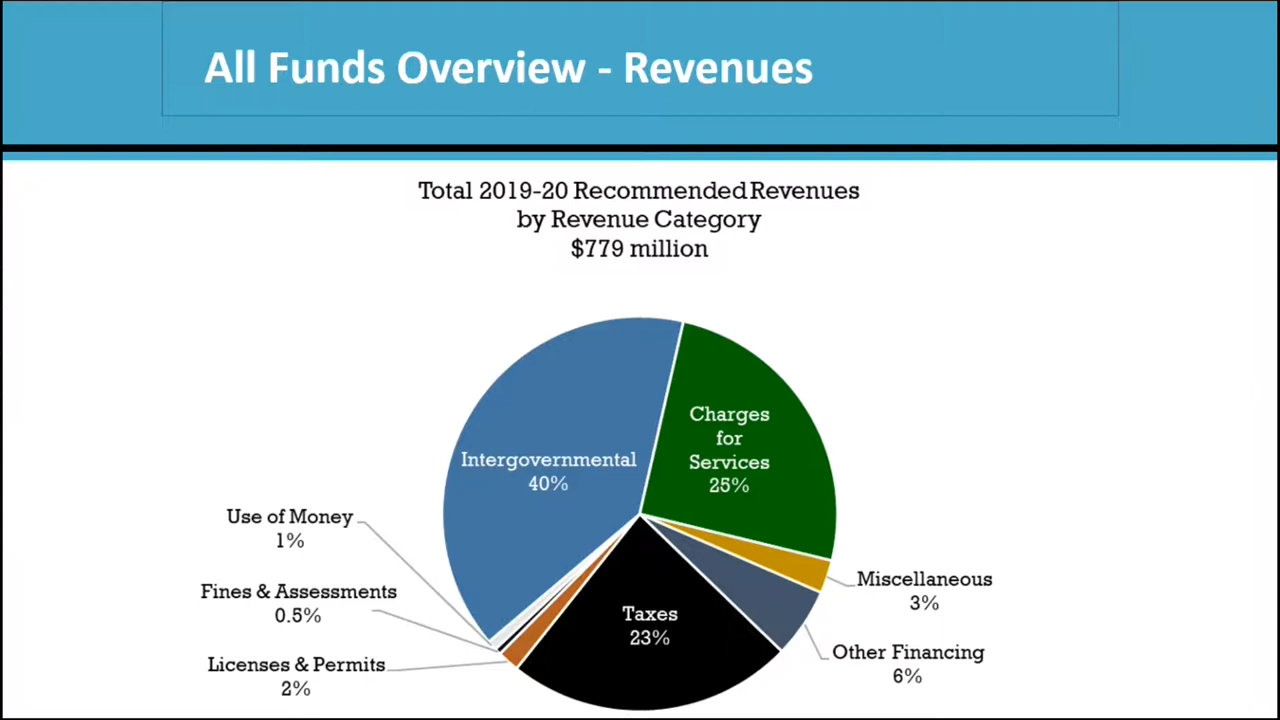 All Funds Overview - Revenues
Total 2019-20 Recommended Revenues
by Revenue Category
$779 million
Intergovernmental
40%
Charges
for
Services
25%
Use of Money
1%
Fines & Assessments
0.5%
Licenses & Permits
2%
Taxes
23%
Miscellaneous
3%
Other Financing
6%